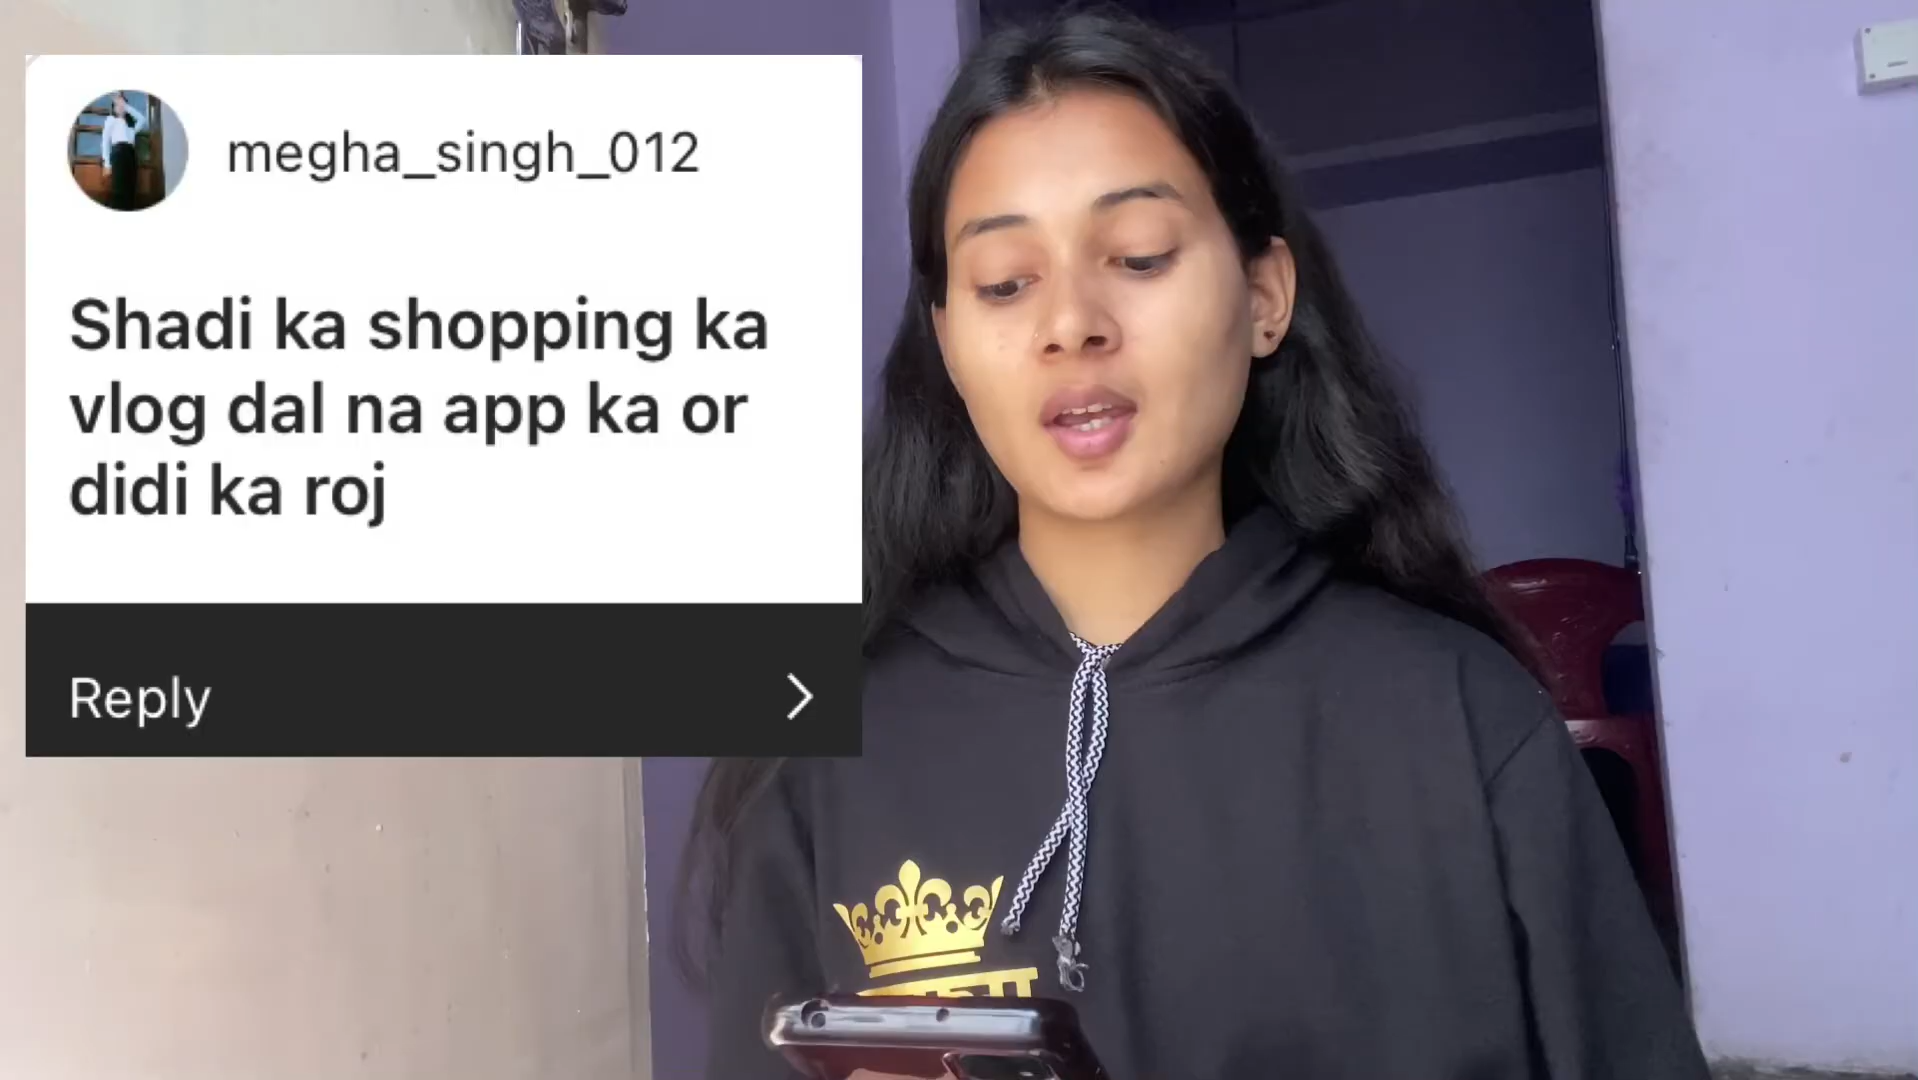 megha_singh_012
Shadi ka shopping ka
vlog dal na app ka or
didi ka roj
Reply